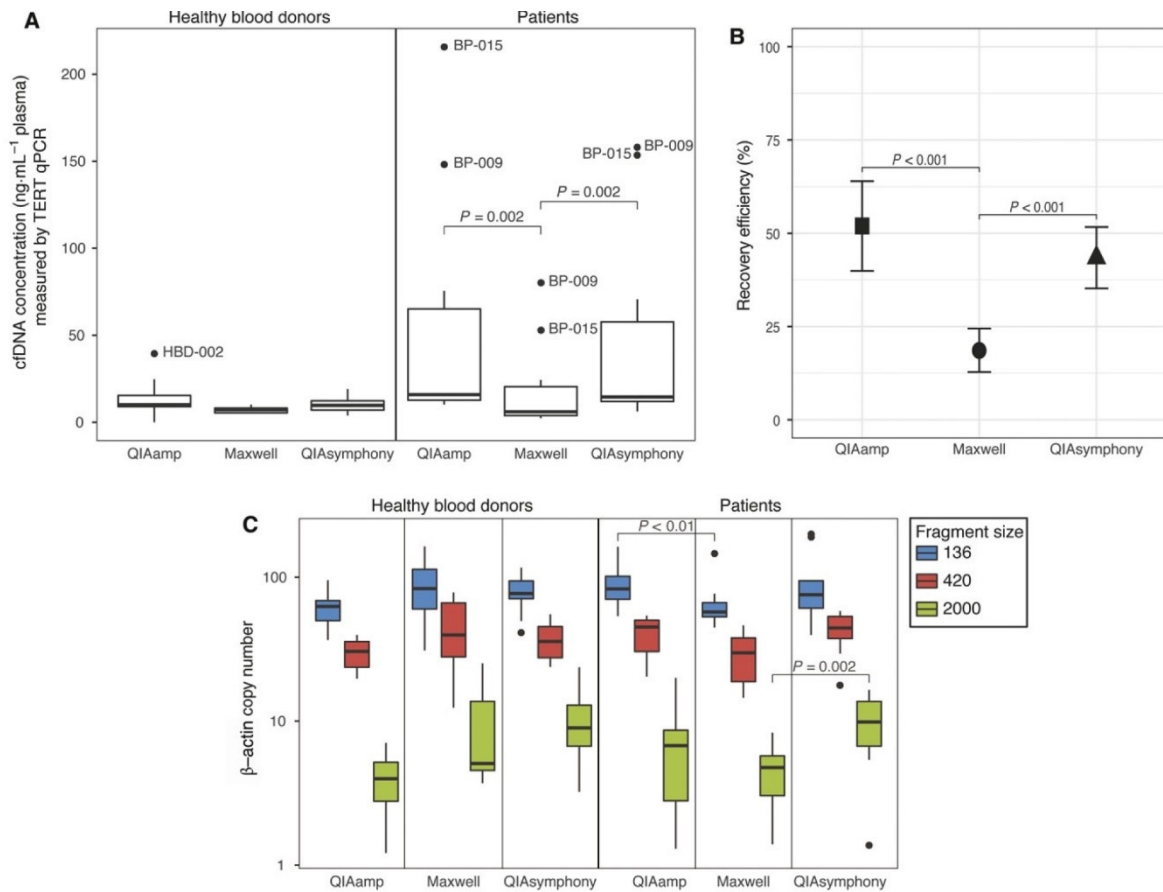 A
Healthy blood donors
Patients
cfDNA concentration (ng·mL⁻¹ plasma)
measured by TERT qPCR
200
150
100
50
0
BP-015
BP-009
BP-009
BP-015
P = 0.002
P = 0.002
BP-009
BP-015
HBD-002
QIAamp
Maxwell
QIAsymphony
QIAamp
Maxwell
QIAsymphony
B
Recovery efficiency (%)
100
75
50
25
0
P < 0.001
P < 0.001
QIAamp
Maxwell
QIAsymphony
C
Healthy blood donors
Patients
β–actin copy number
100
10
1
P < 0.01
P = 0.002
QIAamp
Maxwell
QIAsymphony
QIAamp
Maxwell
QIAsymphony
Fragment size
136
420
2000